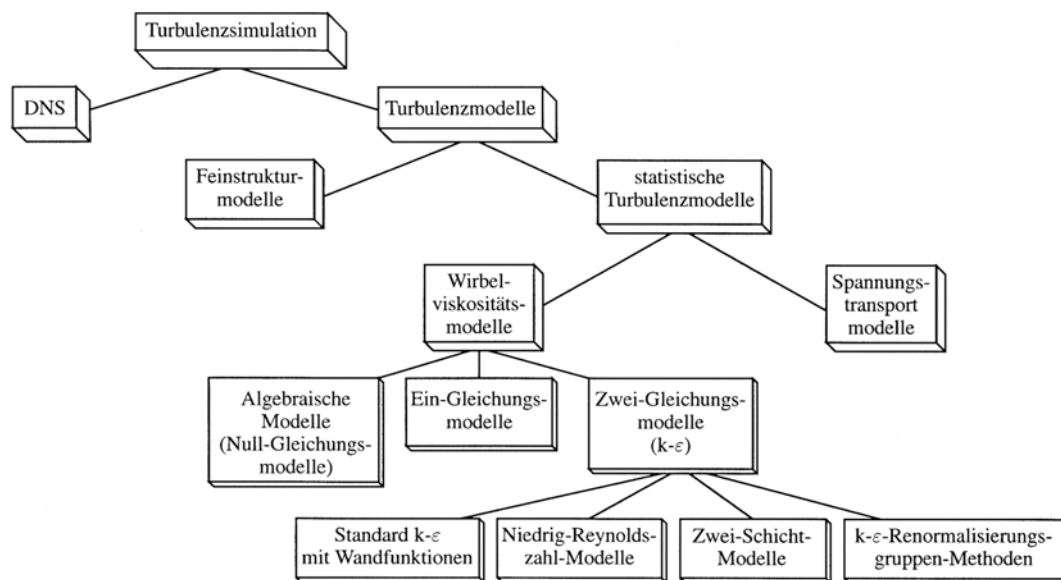 Turbulenzsimulation
DNS
Turbulenzmodelle
Feinstruktur-
modelle
statistische
Turbulenzmodelle
Wirbel-
viskositäts-
modelle
Spannungs-
transport
modelle
Algebraische
Modelle
(Null-Gleichungs-
modelle)
Ein-Gleichungs-
modelle
Zwei-Gleichungs-
modelle
(k-ε)
Standard k-ε
mit Wandfunktionen
Niedrig-Reynolds-
zahl-Modelle
Zwei-Schicht-
Modelle
k-ε-Renormalisierungs-
gruppen-Methoden